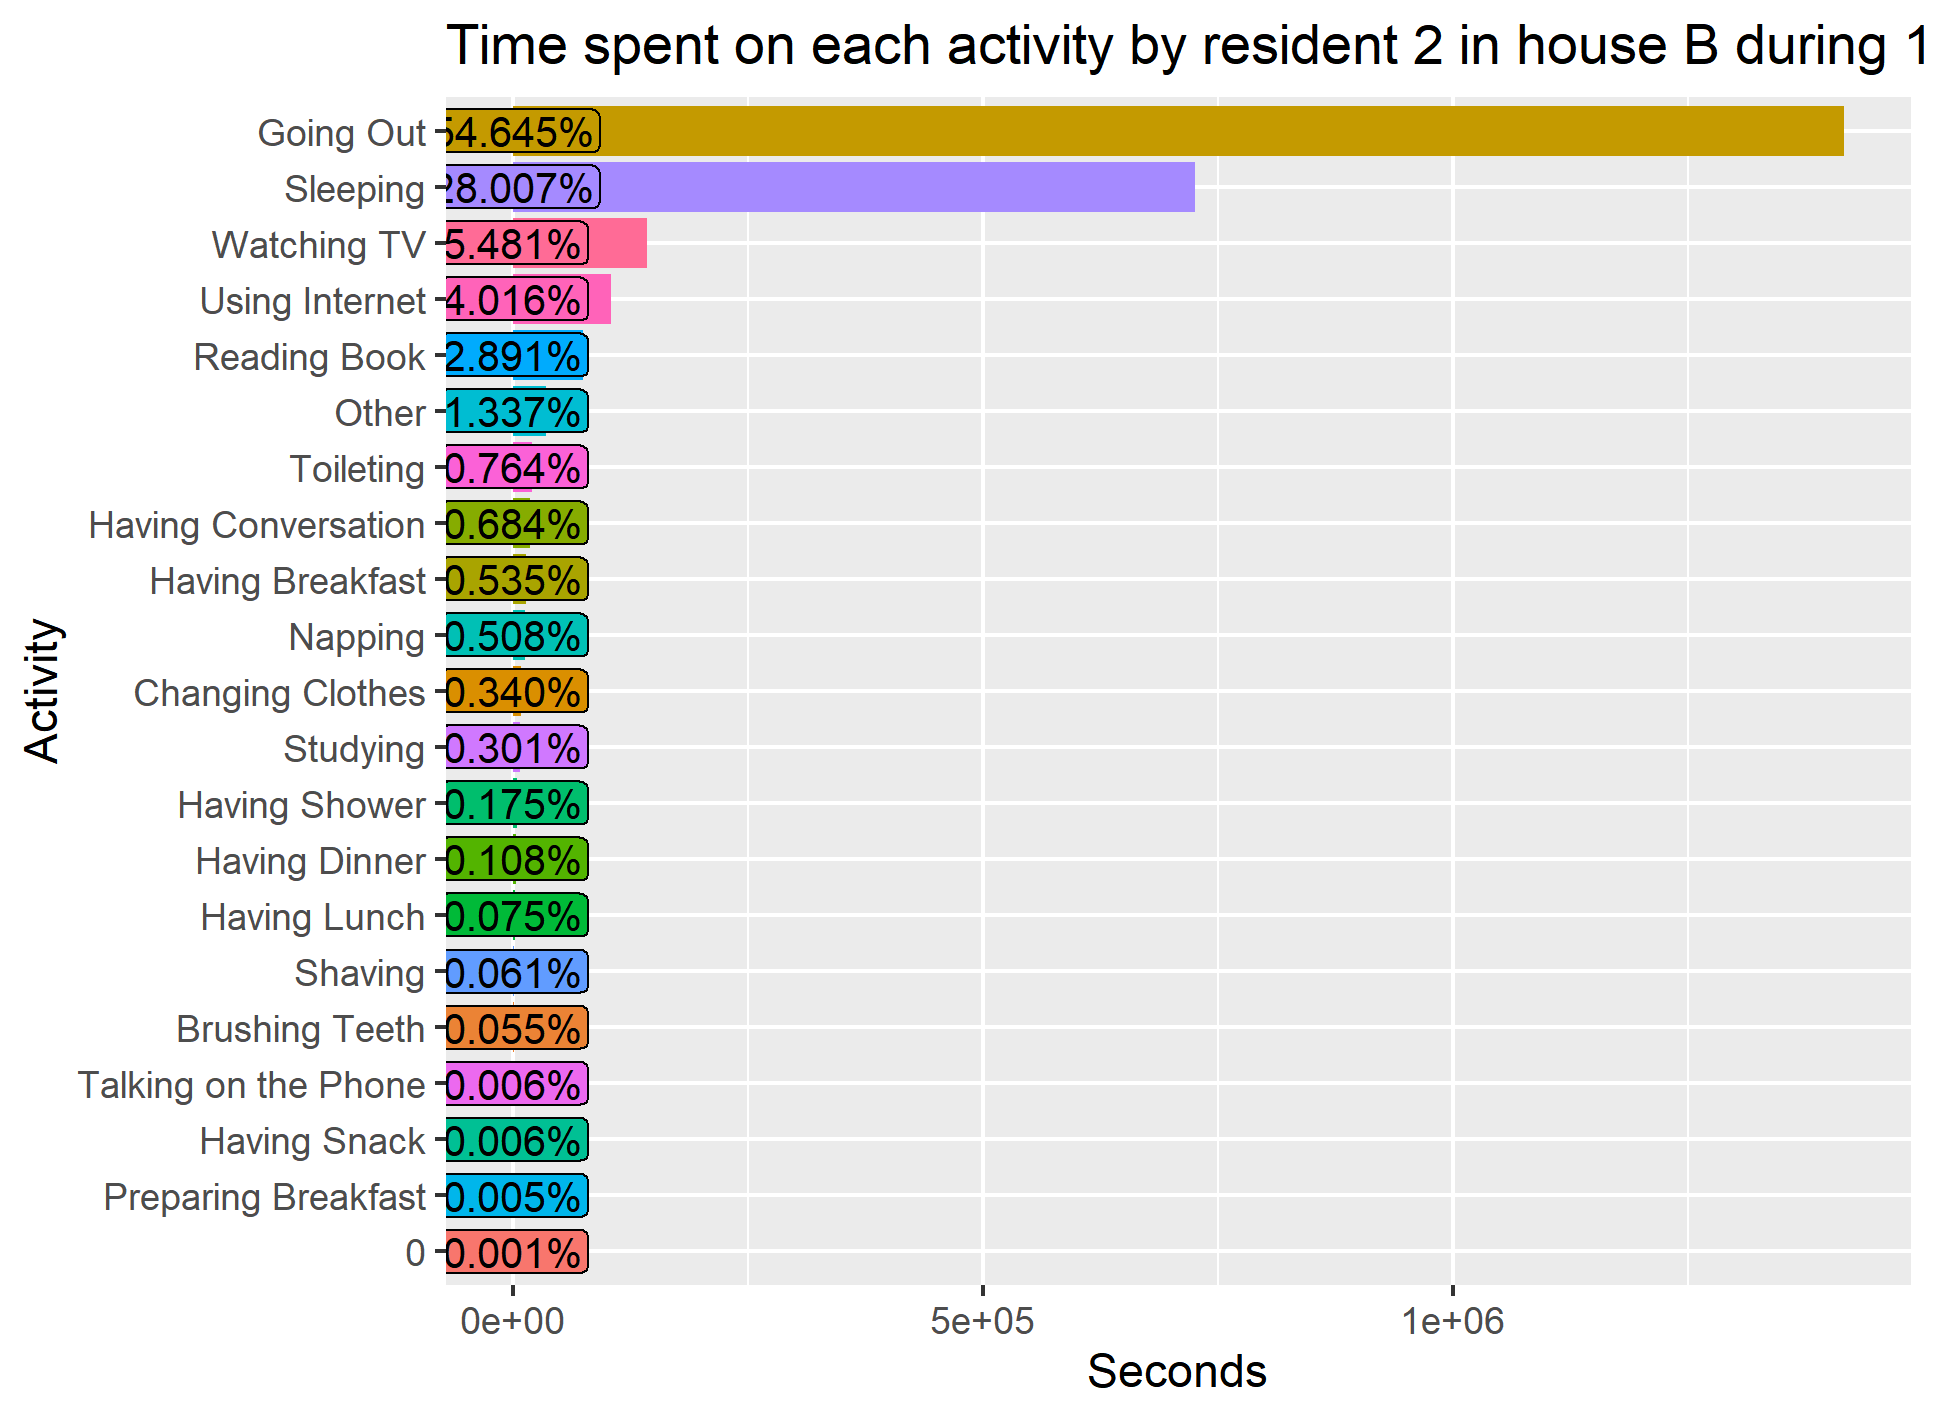 Time spent on each activity by resident 2 in house B during 1
Going Out 54.645%
Sleeping 28.007%
Watching TV 5.481%
Using Internet 4.016%
Reading Book 2.891%
Other 1.337%
Toileting 0.764%
Having Conversation 0.684%
Having Breakfast 0.535%
Napping 0.508%
Changing Clothes 0.340%
Studying 0.301%
Having Shower 0.175%
Having Dinner 0.108%
Having Lunch 0.075%
Shaving 0.061%
Brushing Teeth 0.055%
Talking on the Phone 0.006%
Having Snack 0.006%
Preparing Breakfast 0.005%
0 0.001%
Activity
0e+00 5e+05 1e+06
Seconds